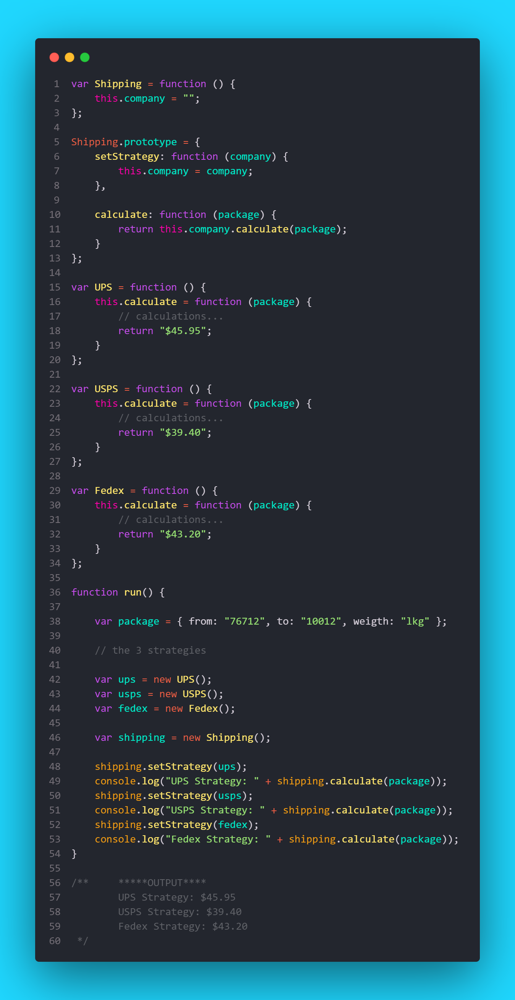 1 var Shipping = function () {
2     this.company = "";
3 };
4
5 Shipping.prototype = {
6     setStrategy: function (company) {
7         this.company = company;
8     },
9
10     calculate: function (package) {
11         return this.company.calculate(package);
12     }
13 };
14
15 var UPS = function () {
16     this.calculate = function (package) {
17         // calculations...
18         return "$45.95";
19     }
20 };
21
22 var USPS = function () {
23     this.calculate = function (package) {
24         // calculations...
25         return "$39.40";
26     }
27 };
28
29 var Fedex = function () {
30     this.calculate = function (package) {
31         // calculations...
32         return "$43.20";
33     }
34 };
35
36 function run() {
37
38     var package = { from: "76712", to: "10012", weigth: "lkg" };
39
40     // the 3 strategies
41
42     var ups = new UPS();
43     var usps = new USPS();
44     var fedex = new Fedex();
45
46     var shipping = new Shipping();
47
48     shipping.setStrategy(ups);
49     console.log("UPS Strategy: " + shipping.calculate(package));
50     shipping.setStrategy(usps);
51     console.log("USPS Strategy: " + shipping.calculate(package));
52     shipping.setStrategy(fedex);
53     console.log("Fedex Strategy: " + shipping.calculate(package));
54 }
55
56 /**     *****OUTPUT****
57         UPS Strategy: $45.95
58         USPS Strategy: $39.40
59         Fedex Strategy: $43.20
60  */